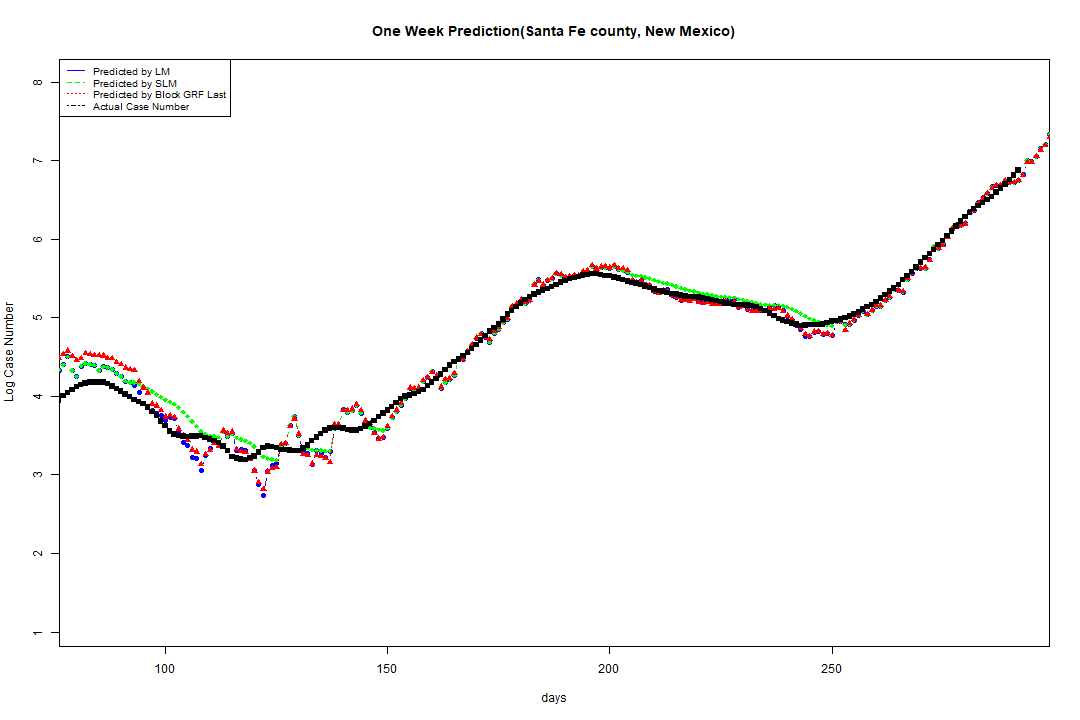 One Week Prediction(Santa Fe county, New Mexico)
Predicted by LM
Predicted by SLM
Predicted by Block GRF Last
Actual Case Number
8
7
6
5
4
3
2
1
Log Case Number
100 150 200 250
days